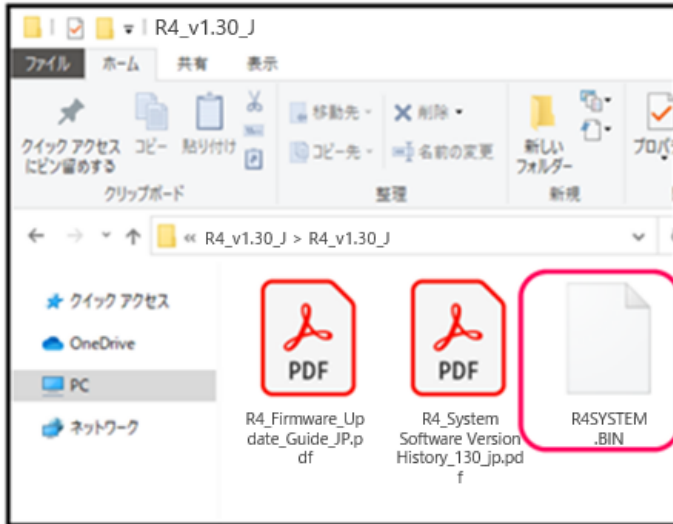 R4_v1.30_J
ファイル ホーム 共有 表示
クイック アクセス
にピン留めする
コピー
貼り付け
移動先
コピー先
削除
名前の変更
新しい
フォルダー
クリップボード 整理 新規
« R4_v1.30_J > R4_v1.30_J
クイック アクセス
OneDrive
PC
ネットワーク
PDF
R4_Firmware_Up
date_Guide_JP.p
df
PDF
R4_System
Software Version
History_130_jp.pd
f
R4SYSTEM
.BIN